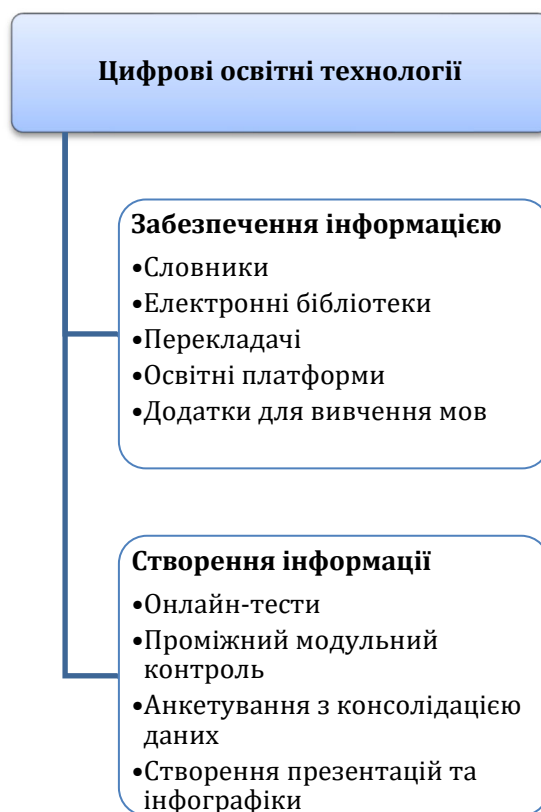 Цифрові освітні технології
Забезпечення інформацією
•Словники
•Електронні бібліотеки
•Перекладачі
•Освітні платформи
•Додатки для вивчення мов
Створення інформації
•Онлайн-тести
•Проміжний модульний
контроль
•Анкетування з консолідацією
даних
•Створення презентацій та
інфографіки